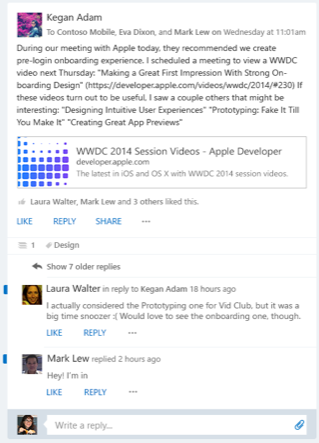 Kegan Adam
To Contoso Mobile, Eva Dixon, and Mark Lew on Wednesday at 11:01am
During our meeting with Apple today, they recommended we create
pre-login onboarding experience. I scheduled a meeting to view a WWDC
video next Thursday: "Making a Great First Impression With Strong On-
boarding Design" (https://developer.apple.com/videos/wwdc/2014/#230) If
these videos turn out to be useful, I saw a couple others that might be
interesting: "Designing Intuitive User Experiences" "Prototyping: Fake It Till
You Make It" "Creating Great App Previews"
WWDC 2014 Session Videos - Apple Developer
developer.apple.com
The latest in iOS and OS X with WWDC 2014 session videos.
Laura Walter, Mark Lew and 3 others liked this.
LIKE REPLY SHARE ···
1 Design
Show 7 older replies
Laura Walter in reply to Kegan Adam 18 hours ago
I actually considered the Prototyping one for Vid Club, but it was a
big time snoozer :( Would love to see the onboarding one, though.
LIKE REPLY ···
Mark Lew replied 2 hours ago
Hey! I'm in
LIKE REPLY ···
Write a reply...